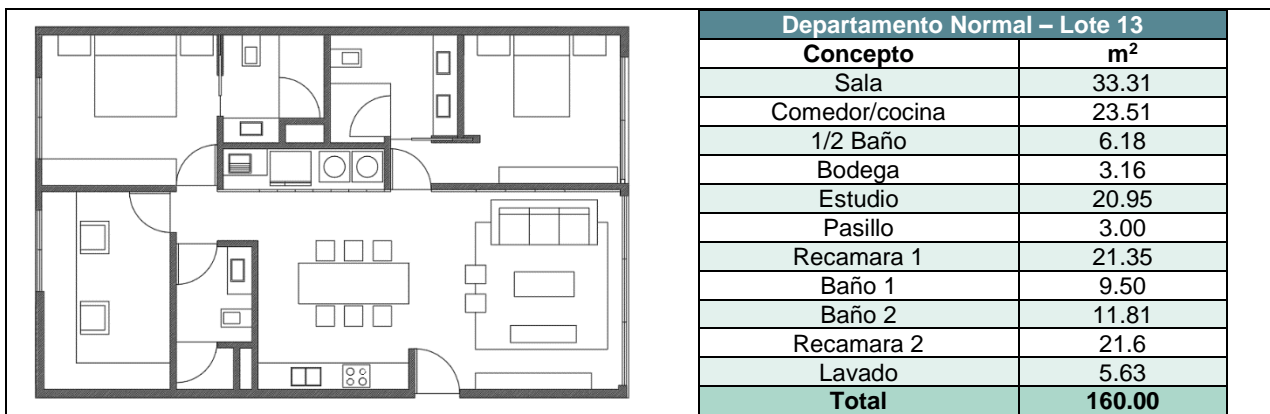 Departamento Normal – Lote 13
Concepto m²
Sala 33.31
Comedor/cocina 23.51
1/2 Baño 6.18
Bodega 3.16
Estudio 20.95
Pasillo 3.00
Recamara 1 21.35
Baño 1 9.50
Baño 2 11.81
Recamara 2 21.6
Lavado 5.63
Total 160.00